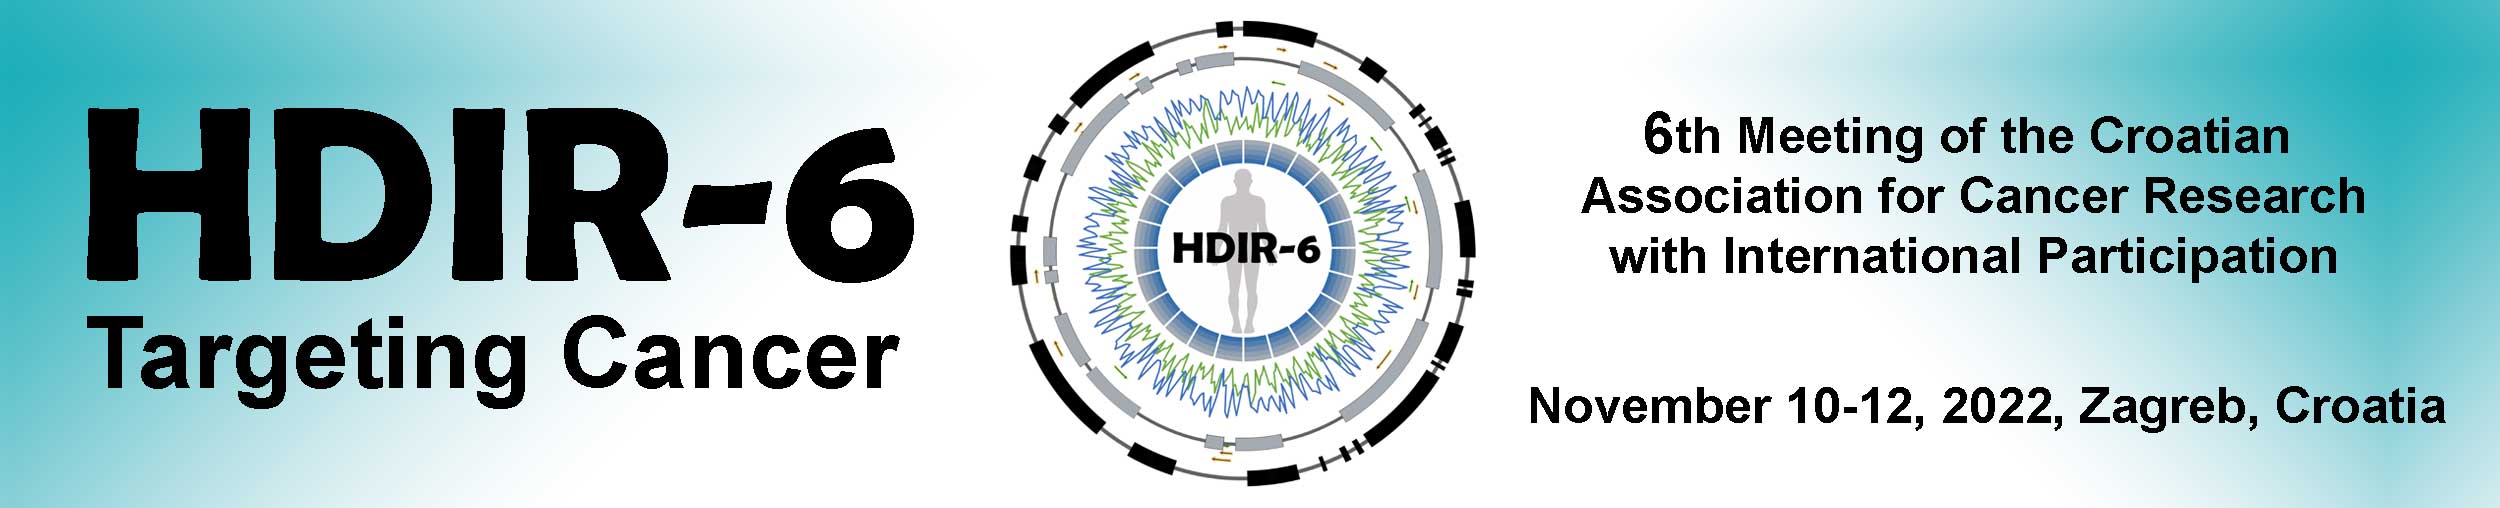 HDIR-6
Targeting Cancer
HDIR-6
6th Meeting of the Croatian
Association for Cancer Research
with International Participation
November 10-12, 2022, Zagreb, Croatia